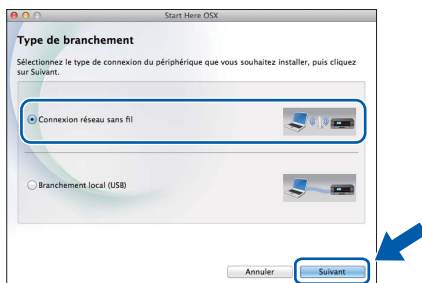 Start Here OSX
Type de branchement
Sélectionnez le type de connexion du périphérique que vous souhaitez installer, puis cliquez
sur Suivant.
Connexion réseau sans fil
Branchement local (USB)
Annuler
Suivant